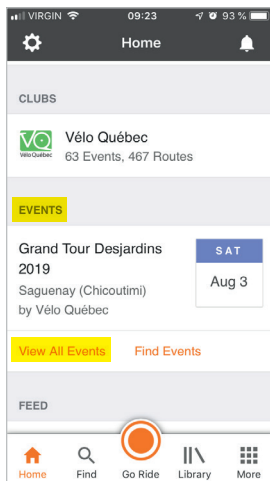 VIRGIN 09:23 93 %
Home
CLUBS
VQ
Vélo Québec
Vélo Québec
63 Events, 467 Routes
EVENTS
Grand Tour Desjardins
2019
Saguenay (Chicoutimi)
by Vélo Québec
SAT
Aug 3
View All Events Find Events
FEED
Home Find Go Ride Library More